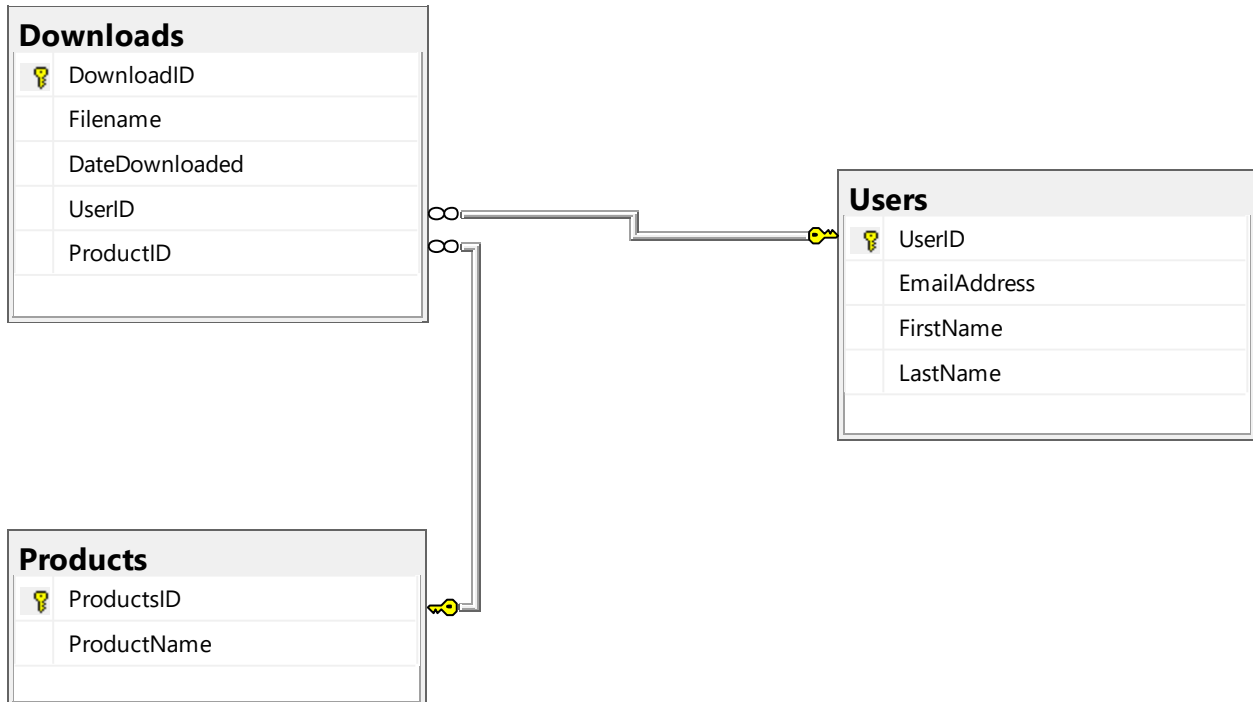 Downloads
DownloadID
Filename
DateDownloaded
UserID
ProductID
Users
UserID
EmailAddress
FirstName
LastName
Products
ProductsID
ProductName